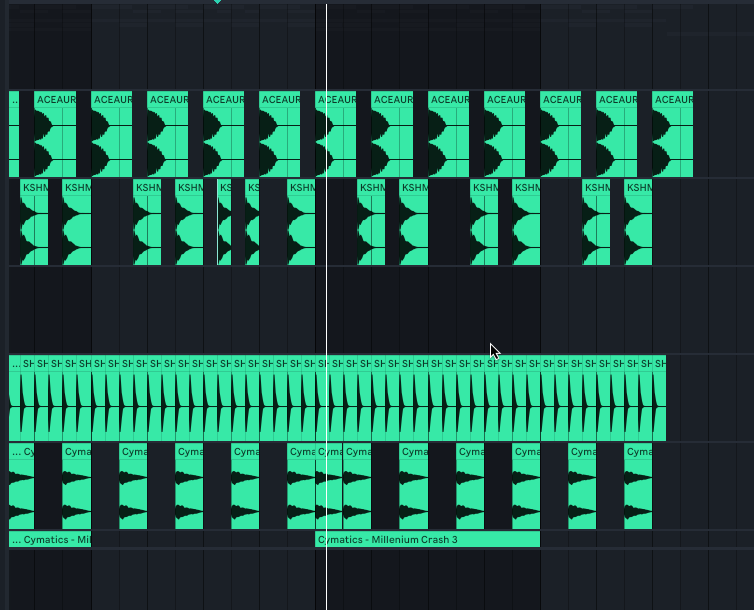 ... ACEAUR ACEAUR ACEAUR ACEAUR ACEAUR ACEAUR ACEAUR ACEAUR ACEAUR ACEAUR ACEAUR ACEAUR
KSHM KSHM KSHM KSHM KS KS KSHM KSHM KSHM KSHM KSHM KSHM KSHM
... SH SH SH SH SH SH SH SH SH SH SH SH SH SH SH SH SH SH SH SH SH SH SH SH SH SH SH SH SH SH SH SH SH SH SH SH SH SH SH SH SH SH SH SH SH SH
... Cy Cyma Cyma Cyma Cyma Cyma Cyma Cyma Cyma Cyma Cyma Cyma Cyma
... Cymatics - Mil Cymatics - Millenium Crash 3